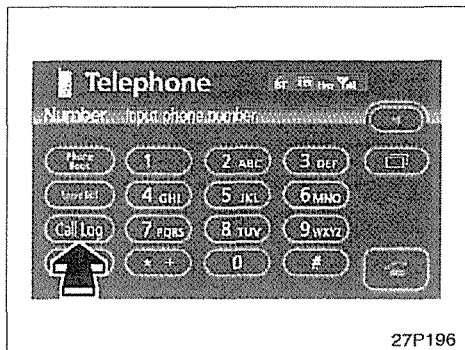 Telephone
BT
Number Input phone number
Phone Book 1 2 ABC 3 DEF
4 GHI 5 JKL 6 MNO
Call Log 7 PQRS 8 TUV 9 WXYZ
* + 0 #
27P196